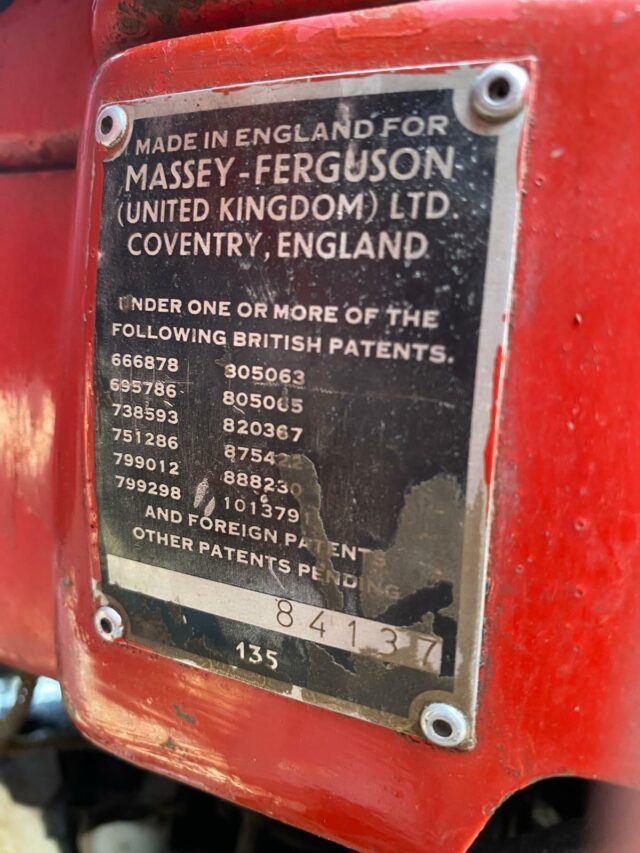 MADE IN ENGLAND FOR
MASSEY-FERGUSON
(UNITED KINGDOM) LTD.
COVENTRY, ENGLAND
UNDER ONE OR MORE OF THE
FOLLOWING BRITISH PATENTS.
666878 805063
695786 805065
738593 820367
751286 875422
799012 888230
799298 101379
AND FOREIGN PATENTS
OTHER PATENTS PENDING
84137
135